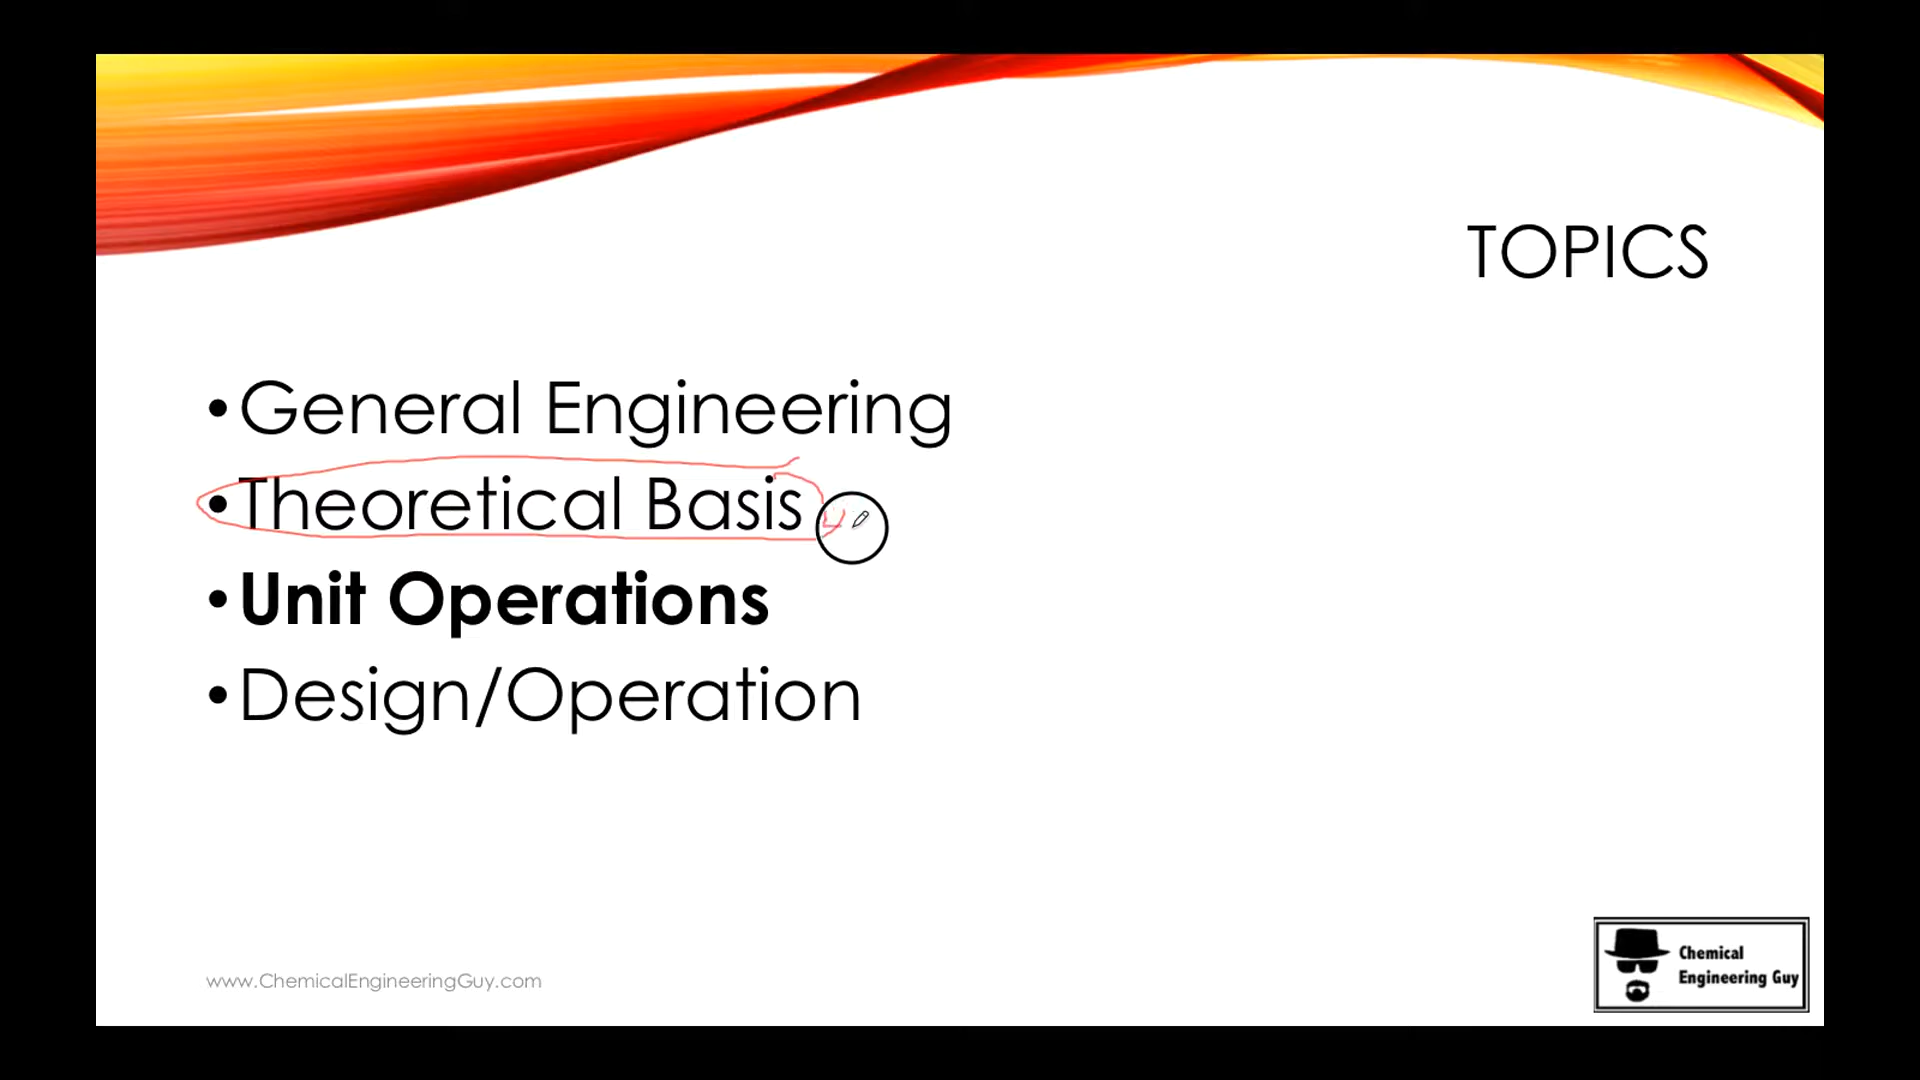 TOPICS
• General Engineering
• Theoretical Basis
• Unit Operations
• Design/Operation
www.ChemicalEngineeringGuy.com
Chemical
Engineering Guy